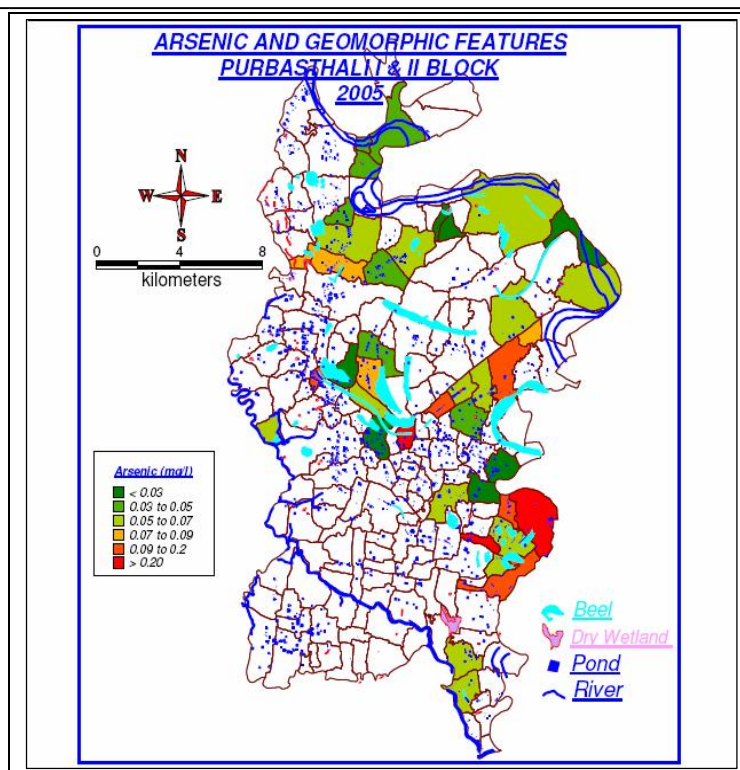 ARSENIC AND GEOMORPHIC FEATURES
PURBASTHALI I & II BLOCK
2005
N
W E
S
0 4 8
kilometers
Arsenic (mg/l)
< 0.03
0.03 to 0.05
0.05 to 0.07
0.07 to 0.09
0.09 to 0.2
> 0.20
Beel
Dry Wetland
Pond
River